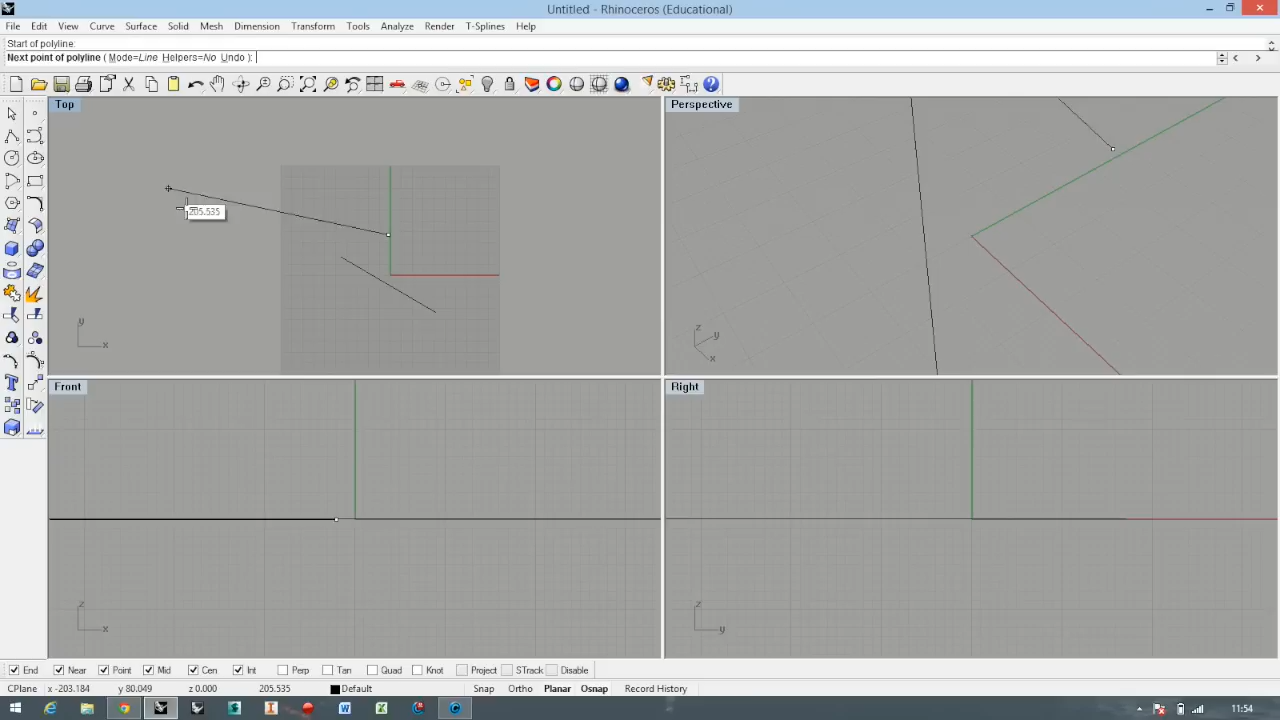 Untitled - Rhinoceros (Educational)
File Edit View Curve Surface Solid Mesh Dimension Transform Tools Analyze Render T-Splines Help
Start of polyline:
Next point of polyline ( Mode=Line Helpers=No Undo ):
Top
Perspective
205.535
y
x
z
y
x
Front
Right
z
x
z
y
End Near Point Mid Cen Int Perp Tan Quad Knot Project STrack Disable
CPlane x -203.184 y 80.049 z 0.000 205.535 Default Snap Ortho Planar Osnap Record History
11:54